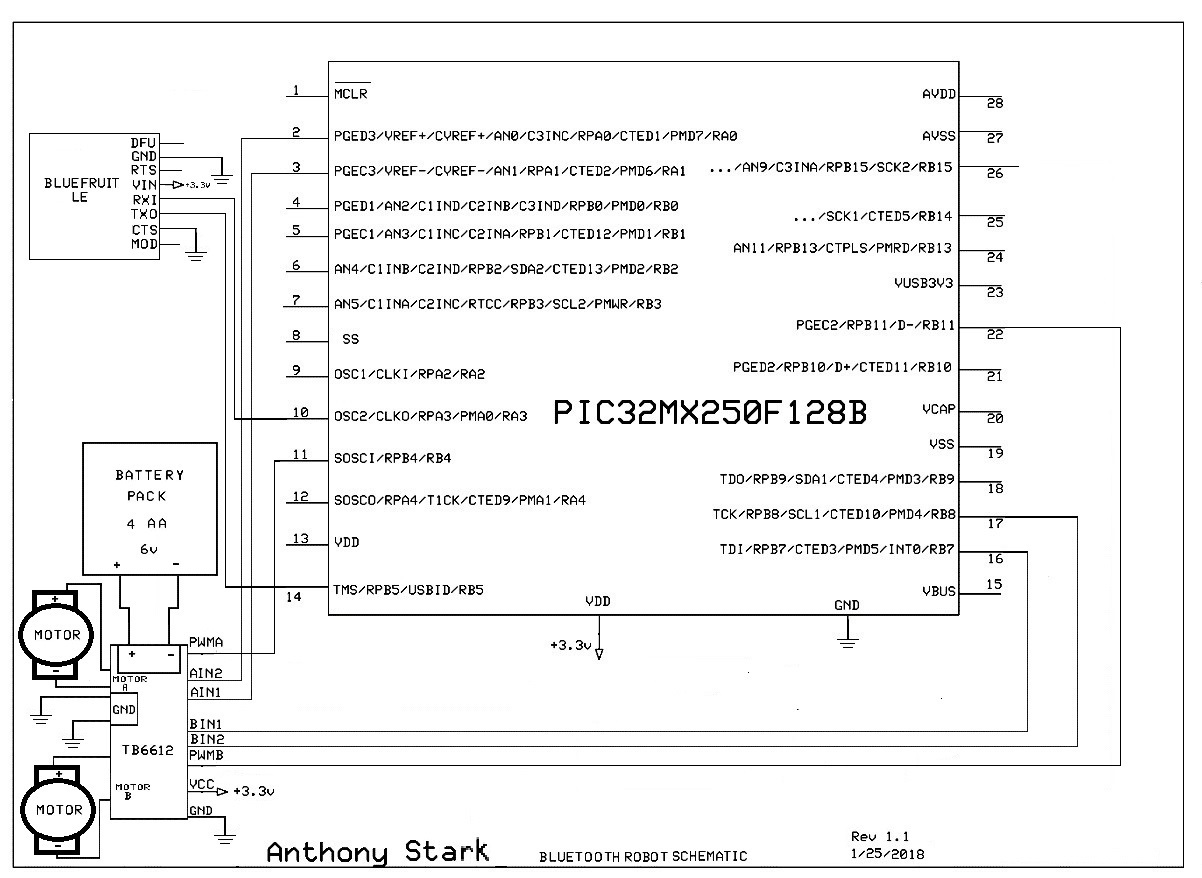 1
MCLR
2
PGED3/VREF+/CVREF+/AN0/C3INC/RPA0/CTED1/PMD7/RA0
3
PGEC3/VREF-/CVREF-/AN1/RPA1/CTED2/PMD6/RA1
4
PGED1/AN2/C1IND/C2INB/C3IND/RPB0/PMD0/RB0
5
PGEC1/AN3/C1INC/C2INA/RPB1/CTED12/PMD1/RB1
6
AN4/C1INB/C2IND/RPB2/SDA2/CTED13/PMD2/RB2
7
AN5/C1INA/C2INC/RTCC/RPB3/SCL2/PMWR/RB3
8
SS
9
OSC1/CLKI/RPA2/RA2
10
OSC2/CLKO/RPA3/PMA0/RA3
11
SOSCI/RPB4/RB4
12
SOSCO/RPA4/T1CK/CTED9/PMA1/RA4
13
VDD
14
TMS/RPB5/USBID/RB5
AVDD
28
AVSS
27
.../AN9/C3INA/RPB15/SCK2/RB15
26
.../SCK1/CTED5/RB14
25
AN11/RPB13/CTPLS/PMRD/RB13
24
VUSB3V3
23
PGEC2/RPB11/D-/RB11
22
PGED2/RPB10/D+/CTED11/RB10
21
VCAP
20
VSS
19
TDO/RPB9/SDA1/CTED4/PMD3/RB9
18
TCK/RPB8/SCL1/CTED10/PMD4/RB8
17
TDI/RPB7/CTED3/PMD5/INT0/RB7
16
VBUS
15
PIC32MX250F128B
VDD
+3.3v
GND
BLUEFRUIT
LE
DFU
GND
RTS
VIN
+3.3v
RXI
TXO
CTS
MOD
BATTERY
PACK
4 AA
6v
+ -
+
MOTOR
-
+ -
MOTOR
A
GND
TB6612
MOTOR
B
+
MOTOR
-
PWMA
AIN2
AIN1
BIN1
BIN2
PWMB
VCC
+3.3v
GND
Anthony Stark
BLUETOOTH ROBOT SCHEMATIC
Rev 1.1
1/25/2018